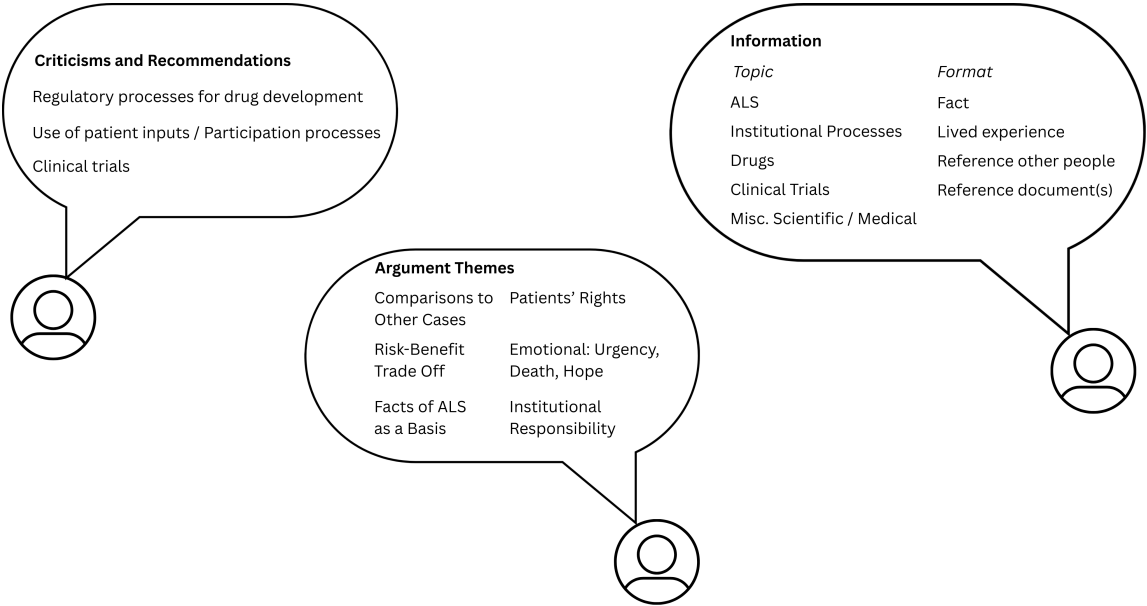 Criticisms and Recommendations
Regulatory processes for drug development
Use of patient inputs / Participation processes
Clinical trials
Information
Topic Format
ALS Fact
Institutional Processes Lived experience
Drugs Reference other people
Clinical Trials Reference document(s)
Misc. Scientific / Medical
Argument Themes
Comparisons to Patients’ Rights
Other Cases
Risk-Benefit Emotional: Urgency,
Trade Off Death, Hope
Facts of ALS Institutional
as a Basis Responsibility